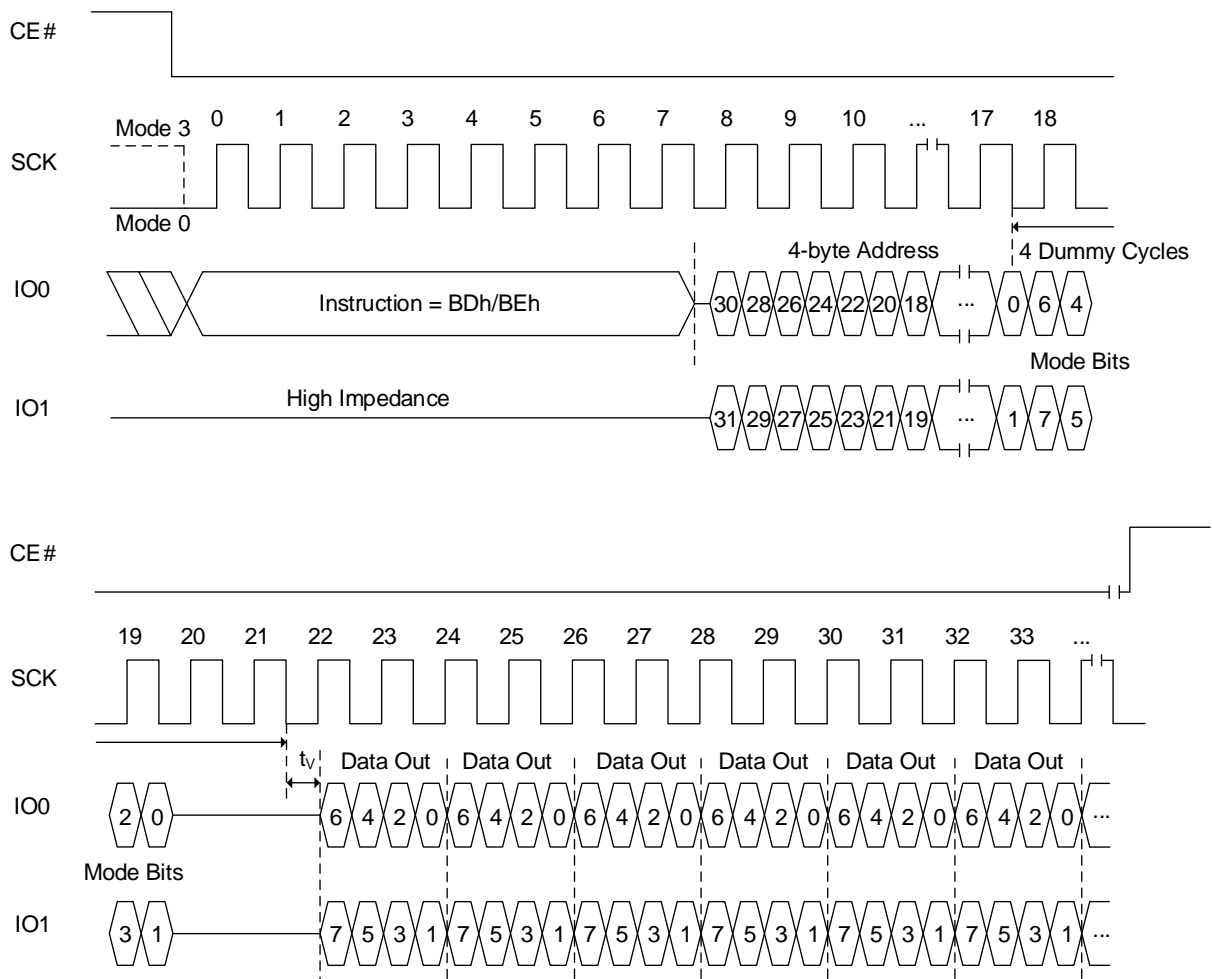 CE#
0 1 2 3 4 5 6 7 8 9 10 ... 17 18
Mode 3
SCK
Mode 0
4-byte Address 4 Dummy Cycles
IO0
Instruction = BDh/BEh 30 28 26 24 22 20 18 ... 0 6 4
Mode Bits
IO1
High Impedance 31 29 27 25 23 21 19 ... 1 7 5
CE#
19 20 21 22 23 24 25 26 27 28 29 30 31 32 33 ...
SCK
tV Data Out Data Out Data Out Data Out Data Out Data Out
IO0
2 0 6 4 2 0 6 4 2 0 6 4 2 0 6 4 2 0 6 4 2 0 6 4 2 0 ...
Mode Bits
IO1
3 1 7 5 3 1 7 5 3 1 7 5 3 1 7 5 3 1 7 5 3 1 7 5 3 1 ...